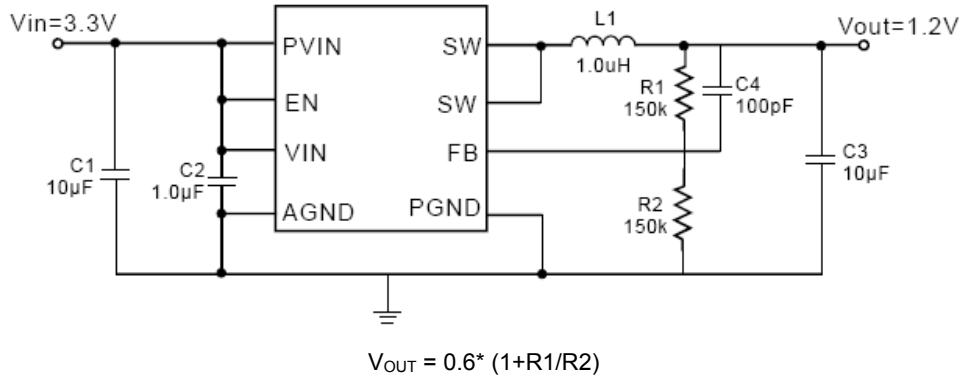 Vin=3.3V
Vout=1.2V
L1
1.0uH
PVIN
EN
VIN
AGND
SW
SW
FB
PGND
C1
10µF
C2
1.0µF
R1
150k
C4
100pF
R2
150k
C3
10µF
VOUT = 0.6* (1+R1/R2)